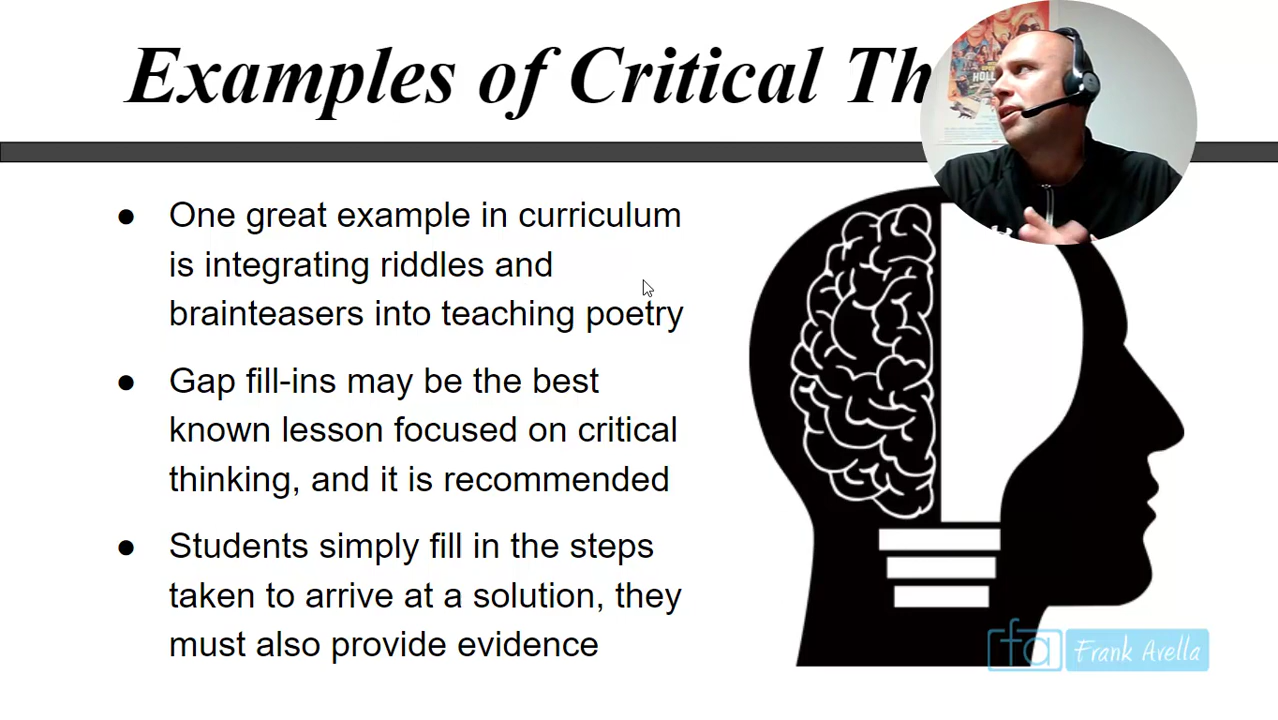 Examples of Critical Th
One great example in curriculum
is integrating riddles and
brainteasers into teaching poetry
Gap fill-ins may be the best
known lesson focused on critical
thinking, and it is recommended
Students simply fill in the steps
taken to arrive at a solution, they
must also provide evidence
fa Frank Avella